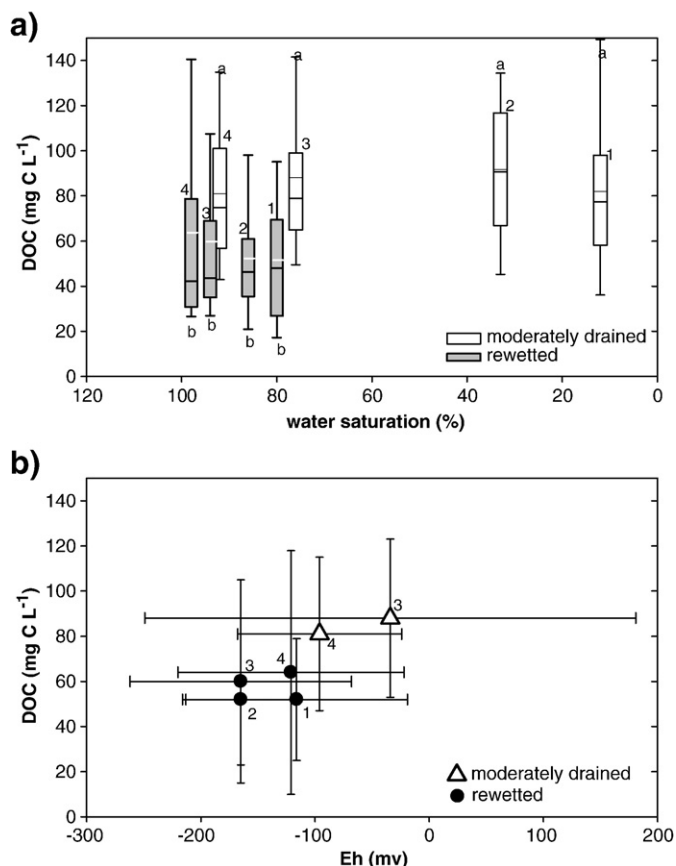 a)
140
120
100
80
60
40
20
0
DOC (mg C L⁻¹)
a
a
a
a
4
3
2
1
4
3
2
1
b
b
b
b
moderately drained
rewetted
120 100 80 60 40 20 0
water saturation (%)
b)
140
120
100
80
60
40
20
0
DOC (mg C L⁻¹)
3
4
3
4
2
1
moderately drained
rewetted
-300 -200 -100 0 100 200
Eh (mv)